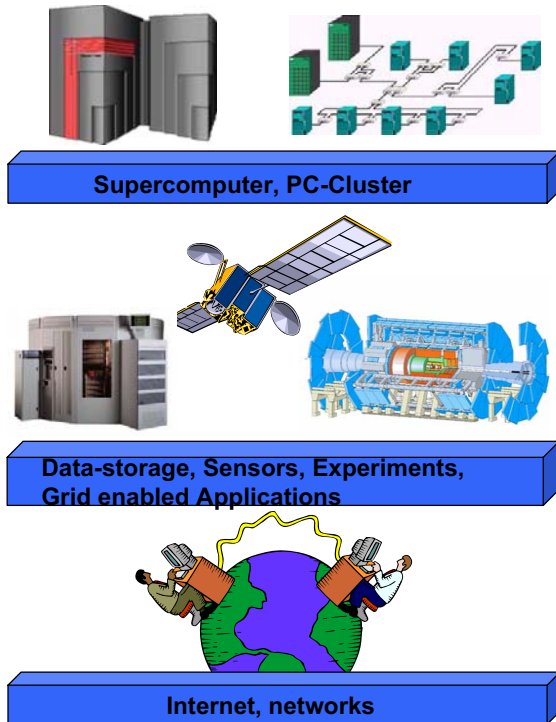 Supercomputer, PC-Cluster
Data-storage, Sensors, Experiments,
Grid enabled Applications
Internet, networks